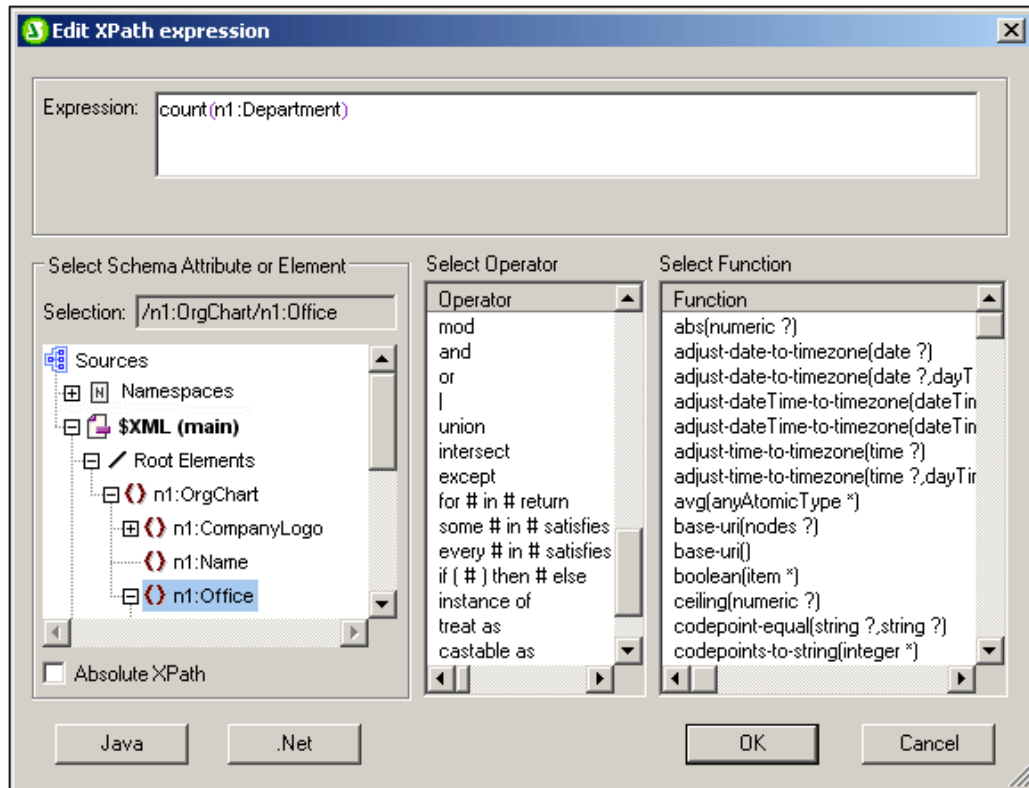 Edit XPath expression
Expression:
count(n1:Department)
Select Schema Attribute or Element
Selection: /n1:OrgChart/n1:Office
Sources
Namespaces
$XML (main)
Root Elements
n1:OrgChart
n1:CompanyLogo
n1:Name
n1:Office
Absolute XPath
Select Operator
Operator
mod
and
or
|
union
intersect
except
for # in # return
some # in # satisfies
every # in # satisfies
if ( # ) then # else
instance of
treat as
castable as
Select Function
Function
abs(numeric ?)
adjust-date-to-timezone(date ?)
adjust-date-to-timezone(date ?,dayT
adjust-dateTime-to-timezone(dateTin
adjust-dateTime-to-timezone(dateTin
adjust-time-to-timezone(time ?)
adjust-time-to-timezone(time ?,dayTir
avg(anyAtomicType *)
base-uri(nodes ?)
base-uri()
boolean(item *)
ceiling(numeric ?)
codepoint-equal(string ?,string ?)
codepoints-to-string(integer *)
Java
.Net
OK
Cancel